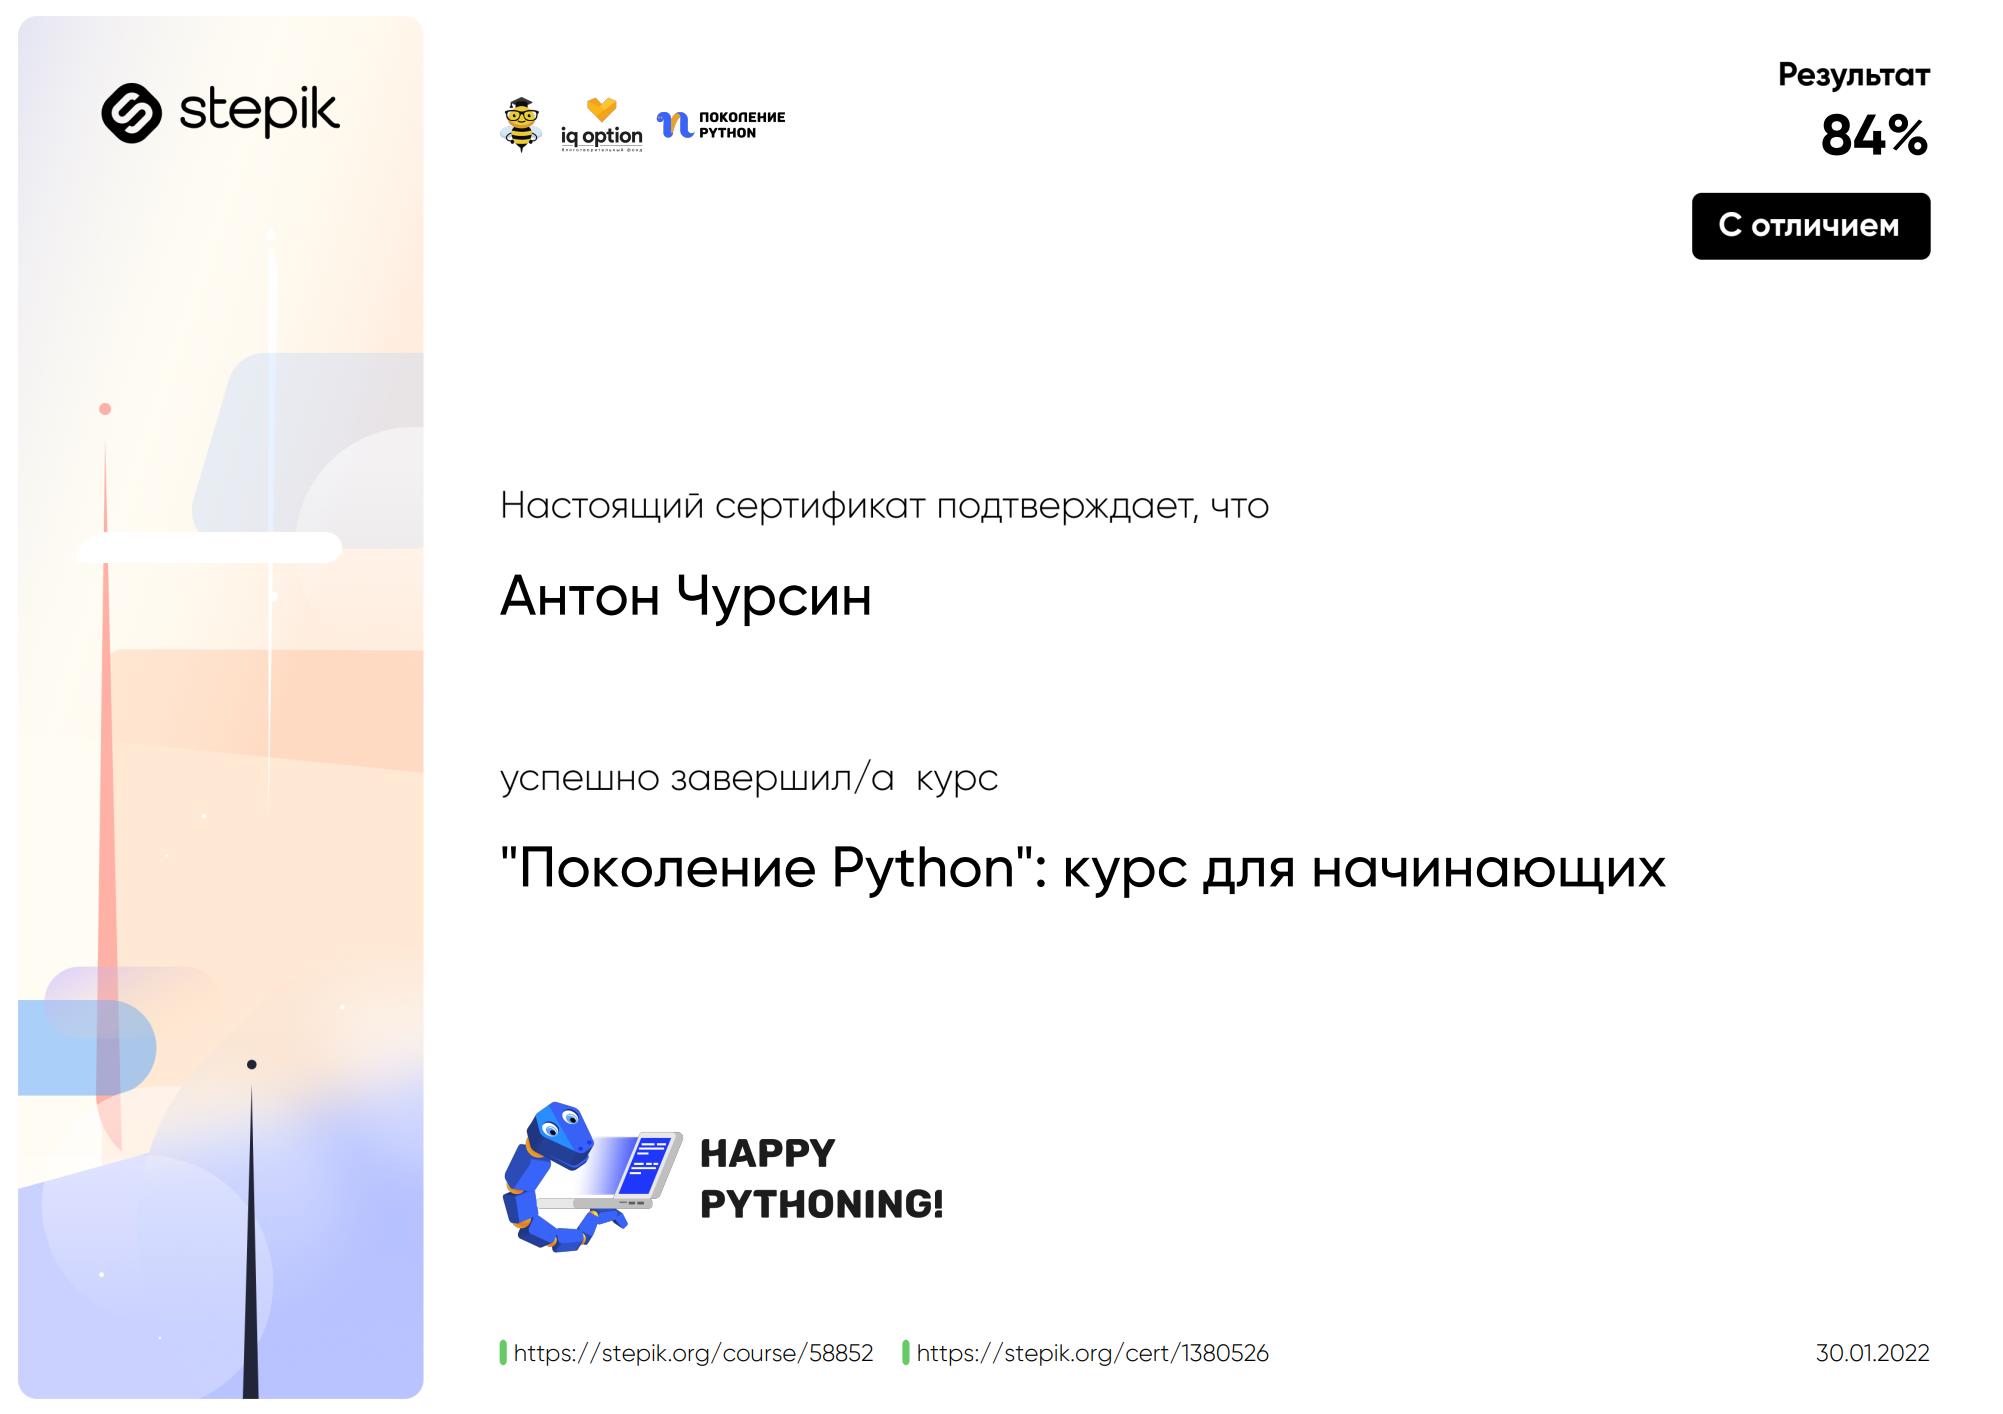 stepik
iq option
благотворительный фонд
ПОКОЛЕНИЕ
PYTHON
Результат
84%
С отличием
Настоящий сертификат подтверждает, что
Антон Чурсин
успешно завершил/а  курс
"Поколение Python": курс для начинающих
HAPPY
PYTHONING!
https://stepik.org/course/58852
https://stepik.org/cert/1380526
30.01.2022